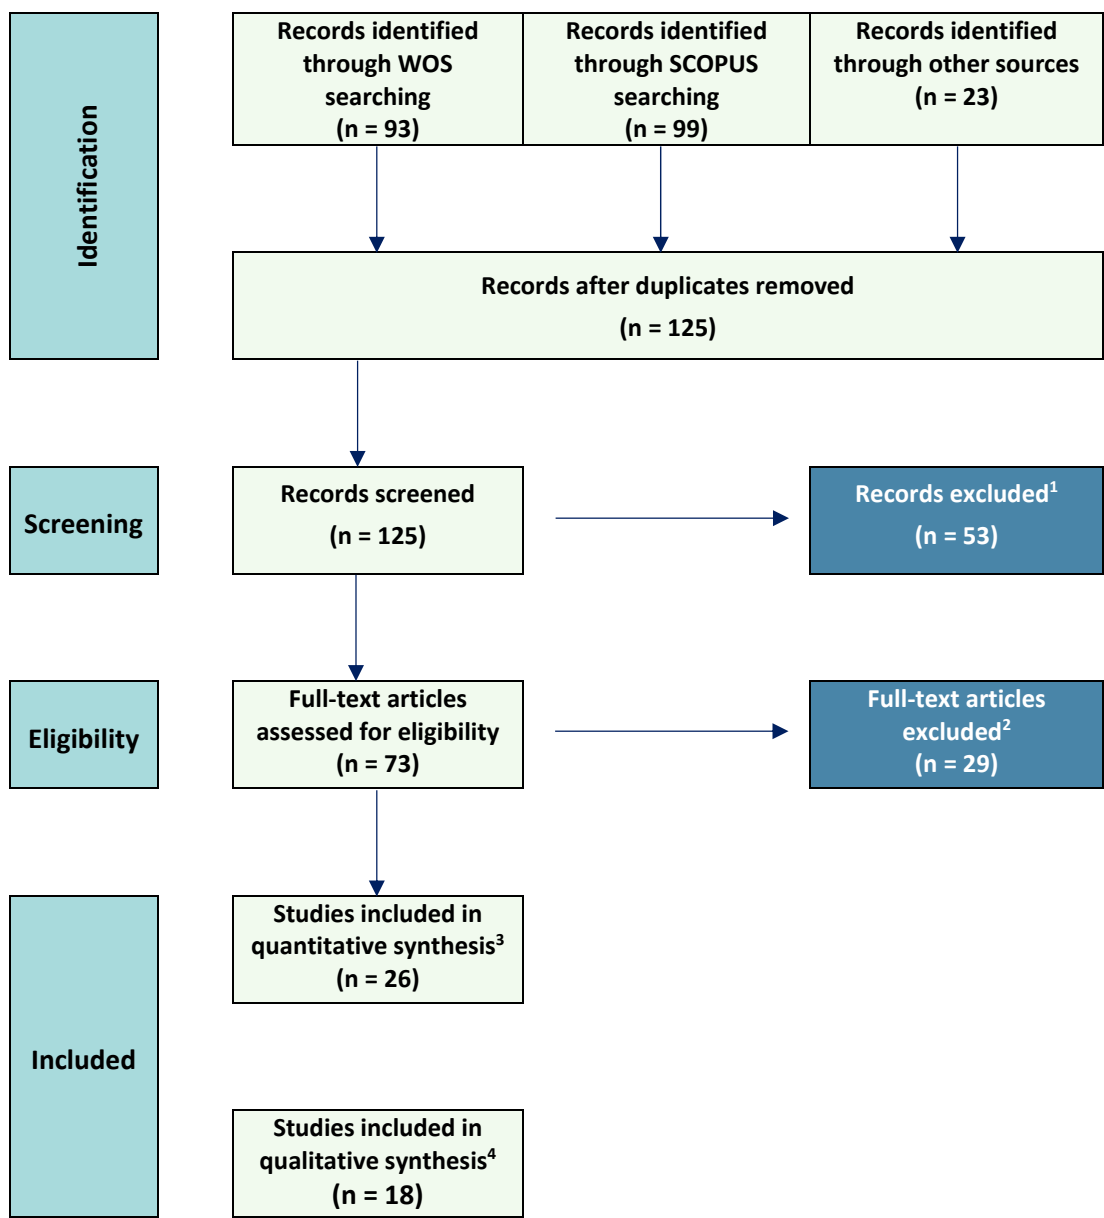 Identification
Records identified
through WOS
searching
(n = 93)
Records identified
through SCOPUS
searching
(n = 99)
Records identified
through other sources
(n = 23)
Records after duplicates removed
(n = 125)
Screening
Records screened
(n = 125)
Records excluded¹
(n = 53)
Eligibility
Full-text articles
assessed for eligibility
(n = 73)
Full-text articles
excluded²
(n = 29)
Included
Studies included in
quantitative synthesis³
(n = 26)
Studies included in
qualitative synthesis⁴
(n = 18)